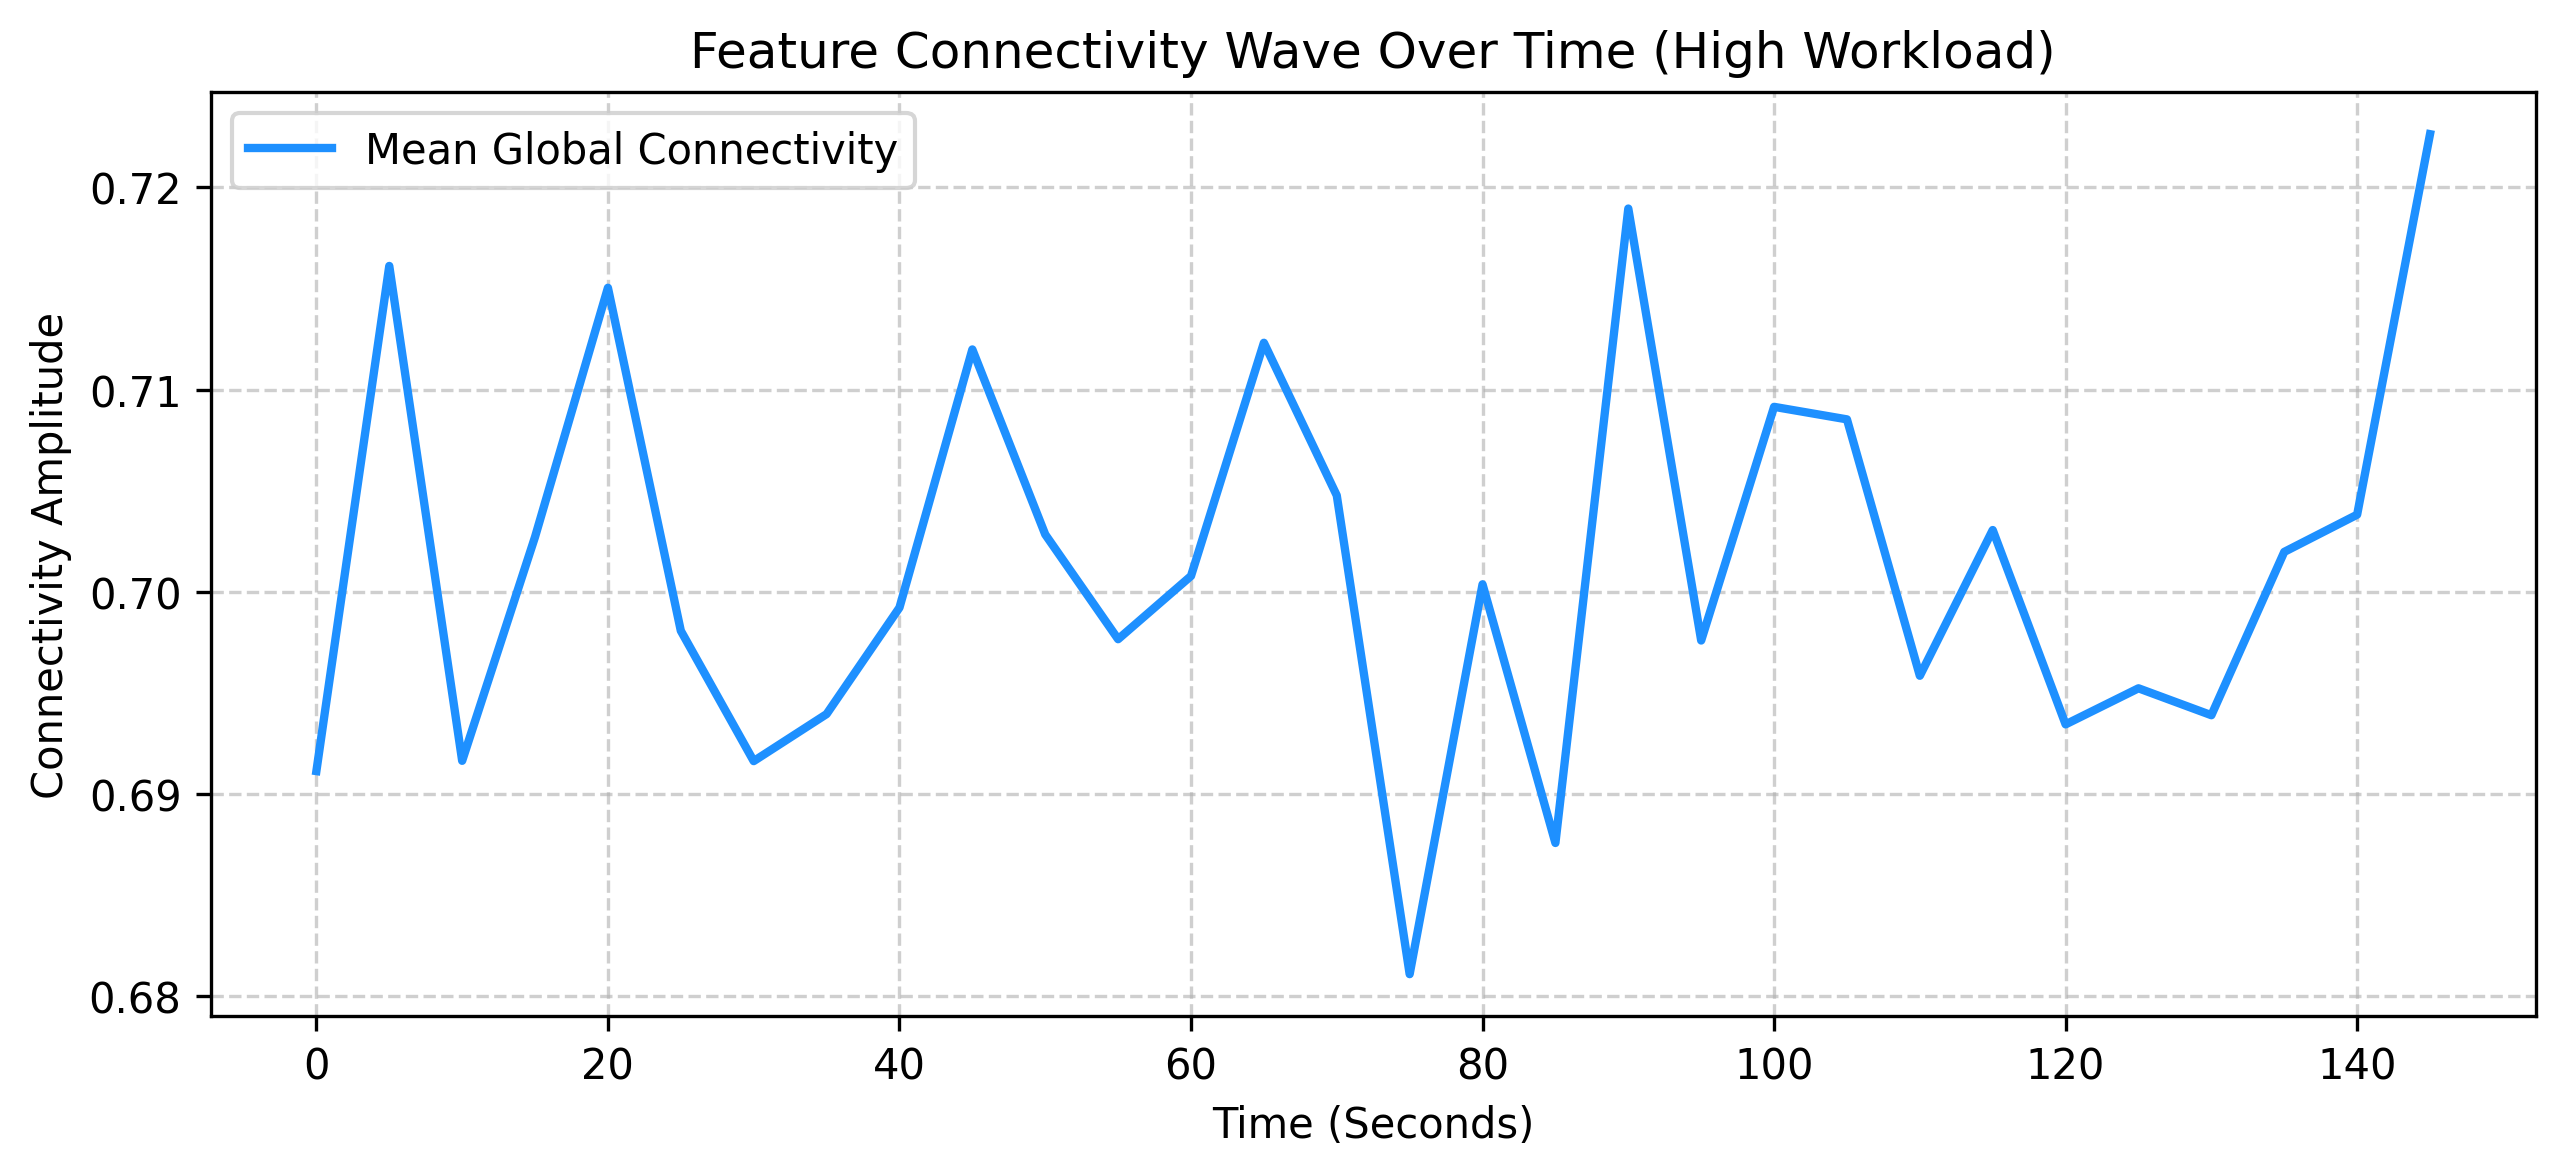 Feature Connectivity Wave Over Time (High Workload)
Mean Global Connectivity
Connectivity Amplitude
0.72
0.71
0.70
0.69
0.68
0 20 40 60 80 100 120 140
Time (Seconds)